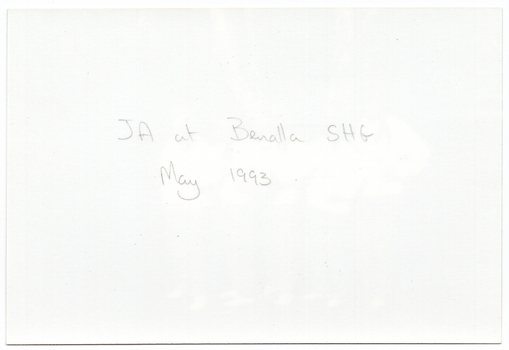 JA at Benalla SHG
May 1993